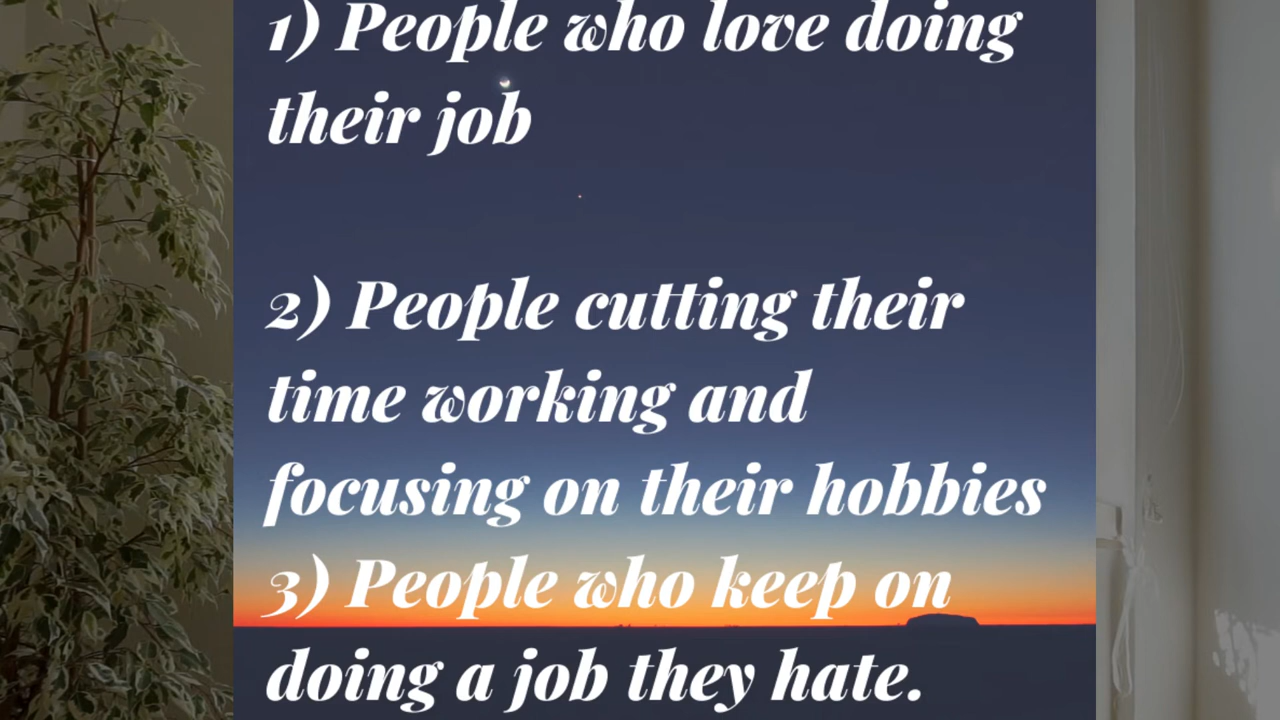 1) People who love doing
their job
2) People cutting their
time working and
focusing on their hobbies
3) People who keep on
doing a job they hate.